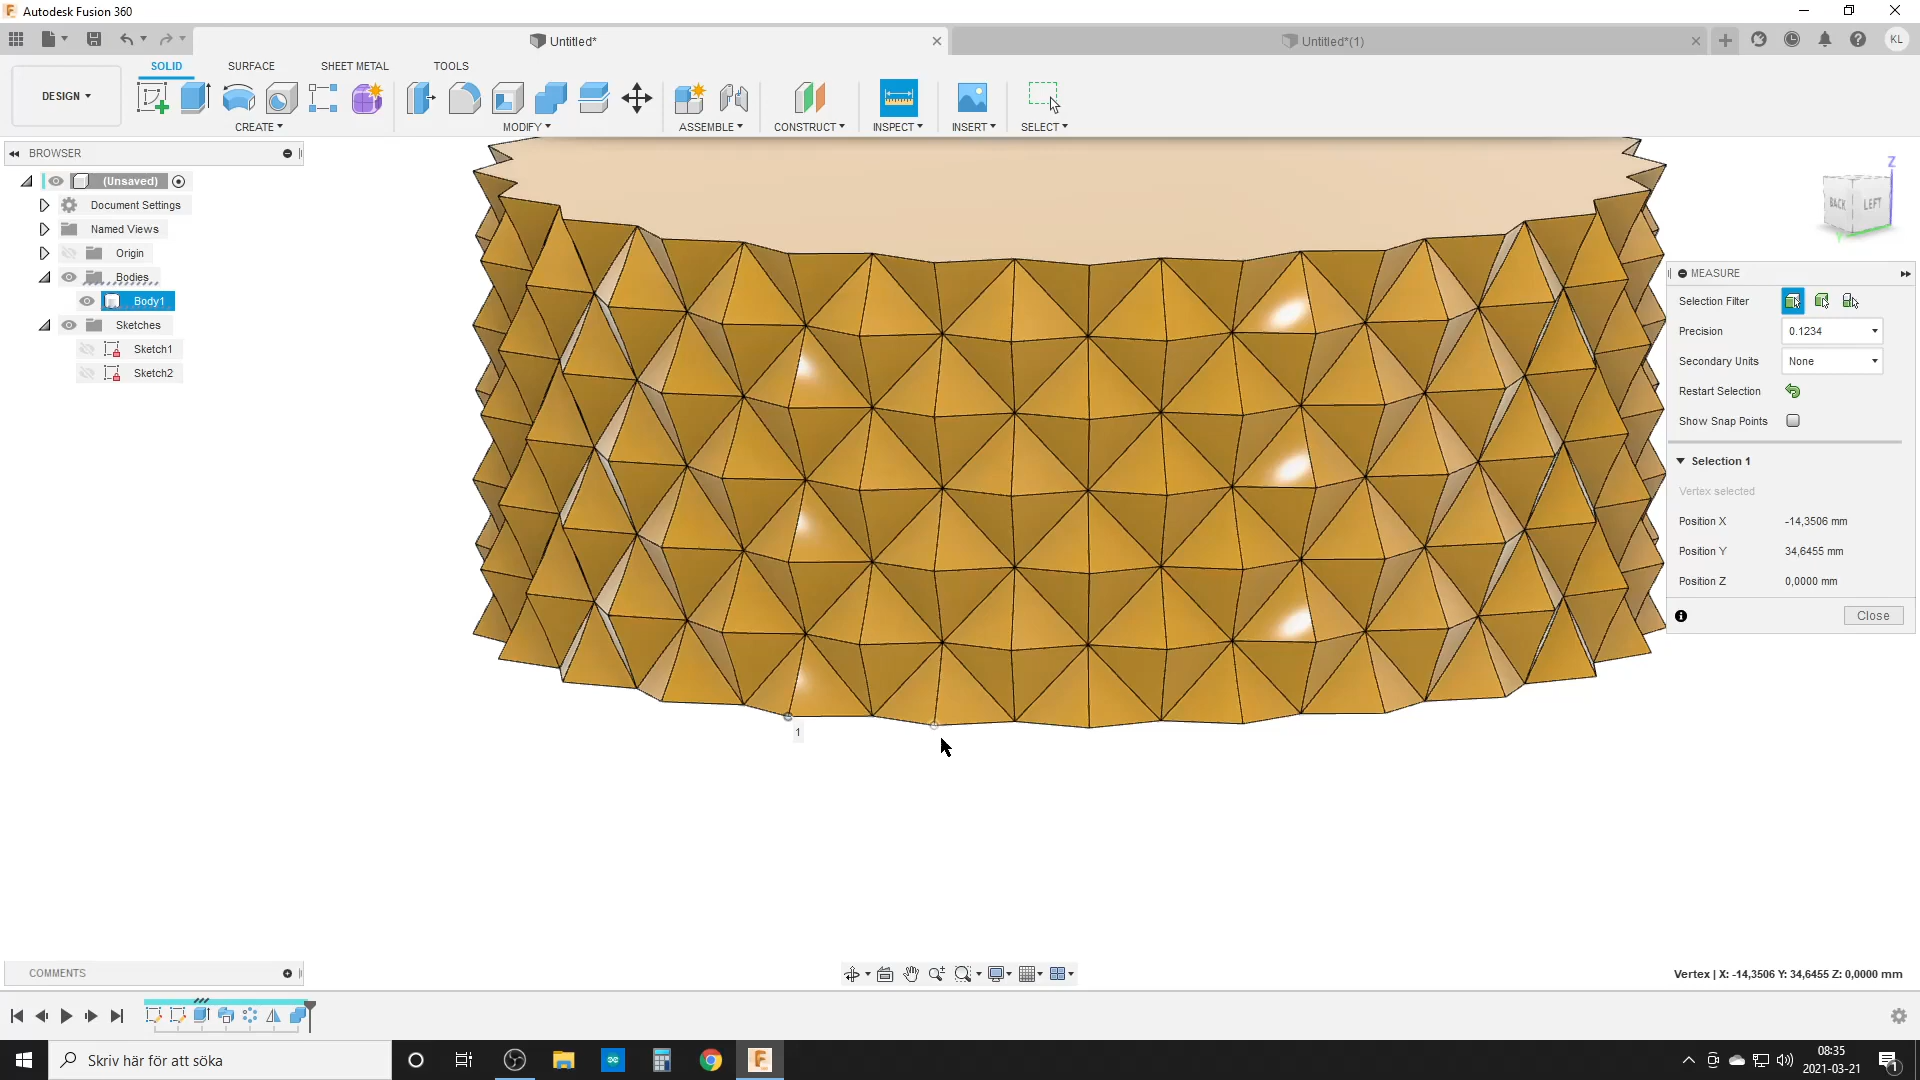 Autodesk Fusion 360
Untitled*
Untitled*(1)
KL
DESIGN
SOLID
SURFACE
SHEET METAL
TOOLS
CREATE
MODIFY
ASSEMBLE
CONSTRUCT
INSPECT
INSERT
SELECT
BROWSER
(Unsaved)
Document Settings
Named Views
Origin
Bodies
Body1
Sketches
Sketch1
Sketch2
Z
BACK
LEFT
MEASURE
Selection Filter
Precision
0.1234
Secondary Units
None
Restart Selection
Show Snap Points
Selection 1
Vertex selected
Position X
-14,3506 mm
Position Y
34,6455 mm
Position Z
0,0000 mm
Close
1
COMMENTS
Vertex | X: -14,3506 Y: 34,6455 Z: 0,0000 mm
Skriv här för att söka
08:35
2021-03-21
1